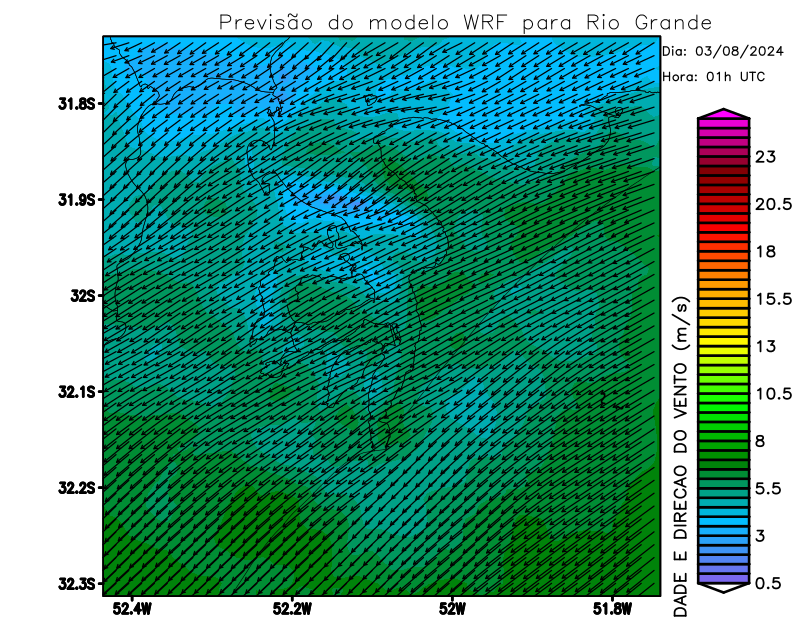 Previsão do modelo WRF para Rio Grande
Dia: 03/08/2024
Hora: 01h UTC
31.8S
31.9S
32S
32.1S
32.2S
32.3S
52.4W
52.2W
52W
51.8W
23
20.5
18
15.5
13
10.5
8
5.5
3
0.5
DADE E DIRECAO DO VENTO (m/s)